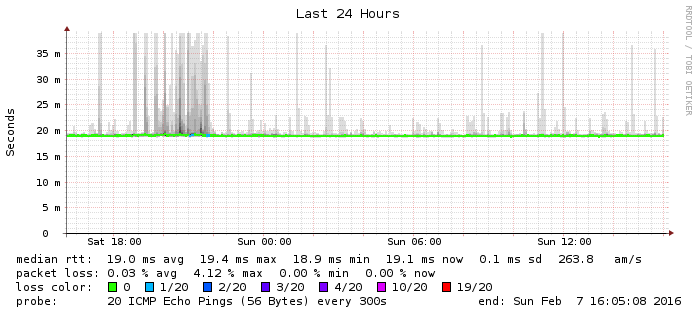 Last 24 Hours
RRDTOOL / TOBI OETIKER
Seconds
35 m
30 m
25 m
20 m
15 m
10 m
5 m
0
Sat 18:00 Sun 00:00 Sun 06:00 Sun 12:00
median rtt: 19.0 ms avg 19.4 ms max 18.9 ms min 19.1 ms now 0.1 ms sd 263.8 am/s
packet loss: 0.03 % avg 4.12 % max 0.00 % min 0.00 % now
loss color: 0 1/20 2/20 3/20 4/20 10/20 19/20
probe: 20 ICMP Echo Pings (56 Bytes) every 300s end: Sun Feb 7 16:05:08 2016